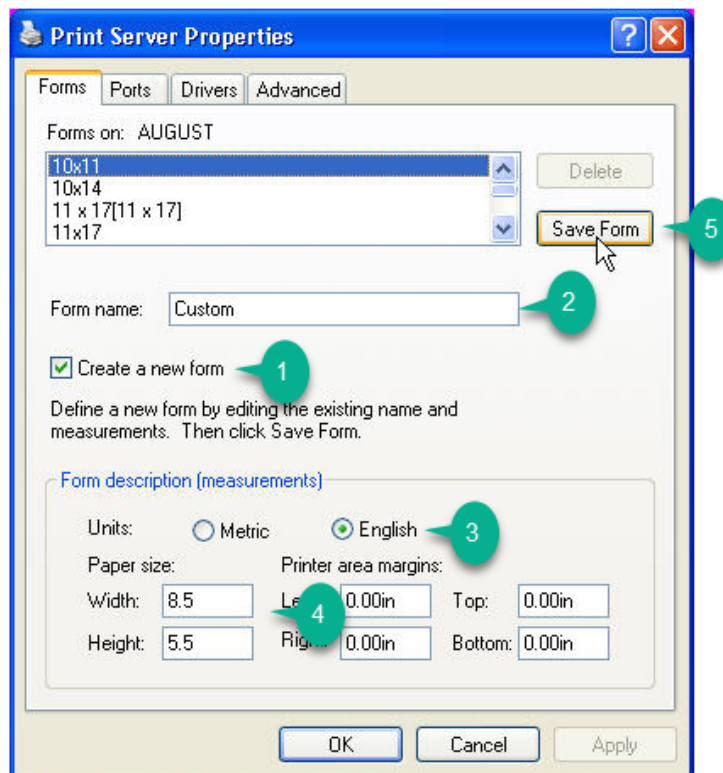 Print Server Properties
Forms Ports Drivers Advanced
Forms on: AUGUST
10x11
10x14
11 x 17[11 x 17]
11x17
Delete
Save Form
5
Form name: Custom
2
Create a new form
1
Define a new form by editing the existing name and
measurements. Then click Save Form.
Form description (measurements)
Units: Metric English
3
Paper size: Printer area margins:
Width: 8.5 0.00in Top: 0.00in
4
Height: 5.5 0.00in Bottom: 0.00in
OK Cancel Apply